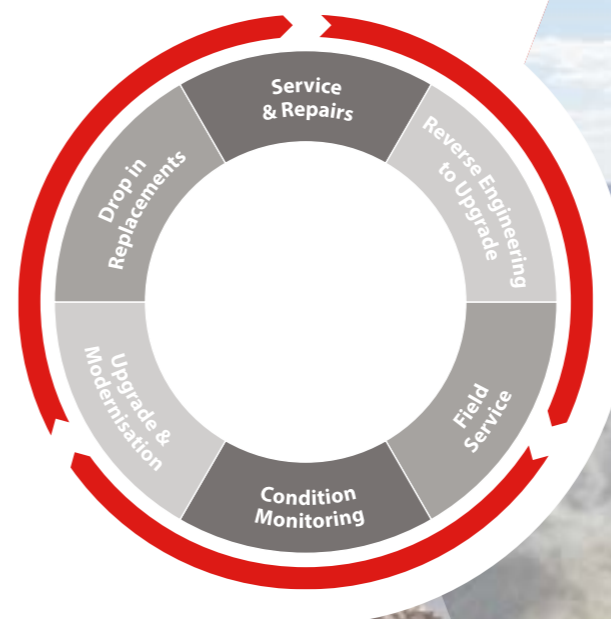 Service
& Repairs
Reverse Engineering
to Upgrade
Field
Service
Condition
Monitoring
Upgrade &
Modernisation
Drop in
Replacements